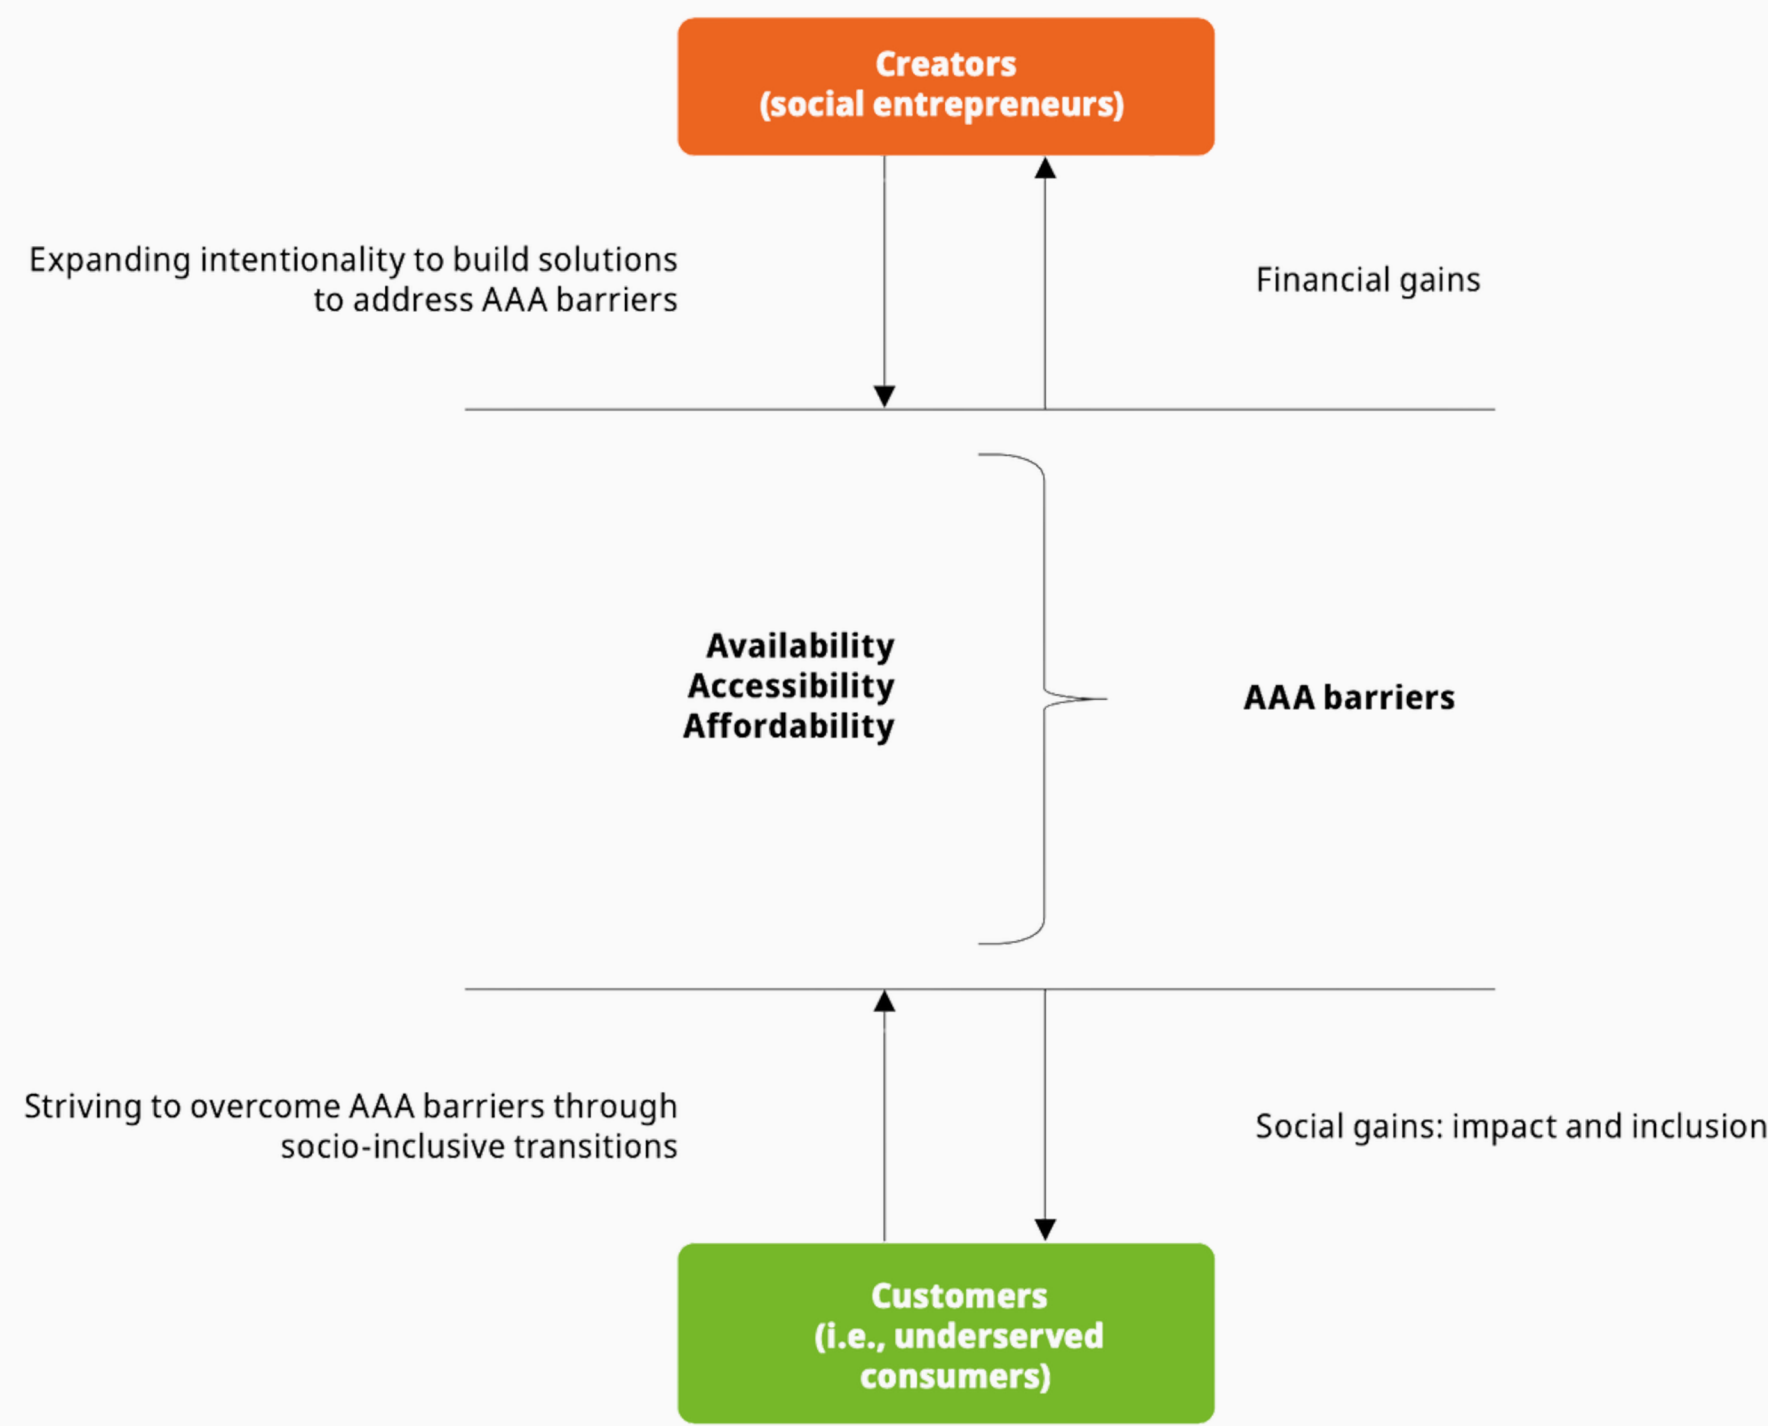 Creators
(social entrepreneurs)
Expanding intentionality to build solutions
to address AAA barriers
Financial gains
Availability
Accessibility
Affordability
AAA barriers
Striving to overcome AAA barriers through
socio-inclusive transitions
Social gains: impact and inclusion
Customers
(i.e., underserved
consumers)